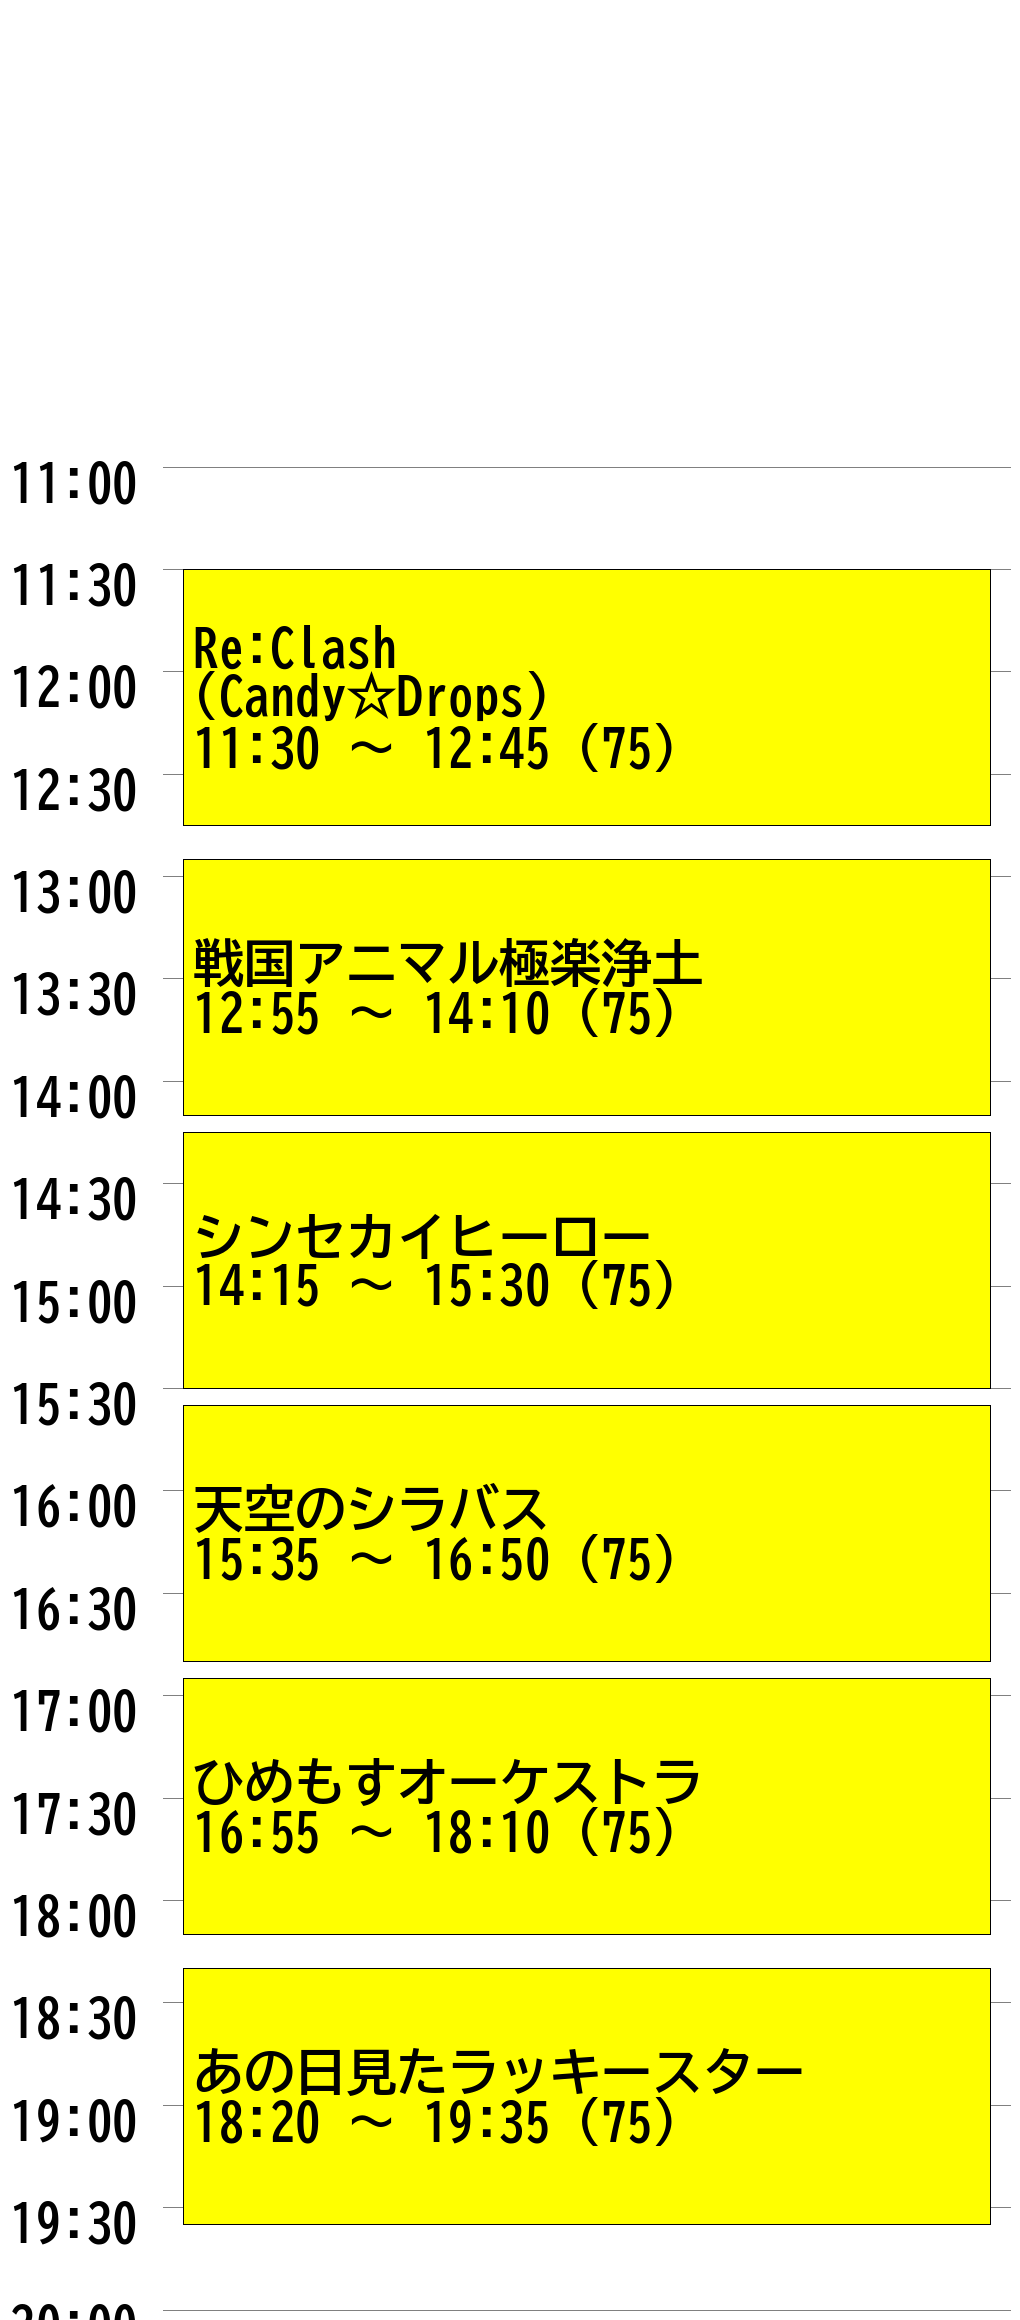 11:00
11:30
Re:Clash
(Candy☆Drops)
12:00
11:30 ～ 12:45 (75)
12:30
13:00
戦国アニマル極楽浄土
13:30
12:55 ～ 14:10 (75)
14:00
14:30
シンセカイヒーロー
14:15 ～ 15:30 (75)
15:00
15:30
16:00
天空のシラバス
15:35 ～ 16:50 (75)
16:30
17:00
ひめもすオーケストラ
17:30
16:55 ～ 18:10 (75)
18:00
18:30
あの日見たラッキースター
19:00
18:20 ～ 19:35 (75)
19:30
20:00